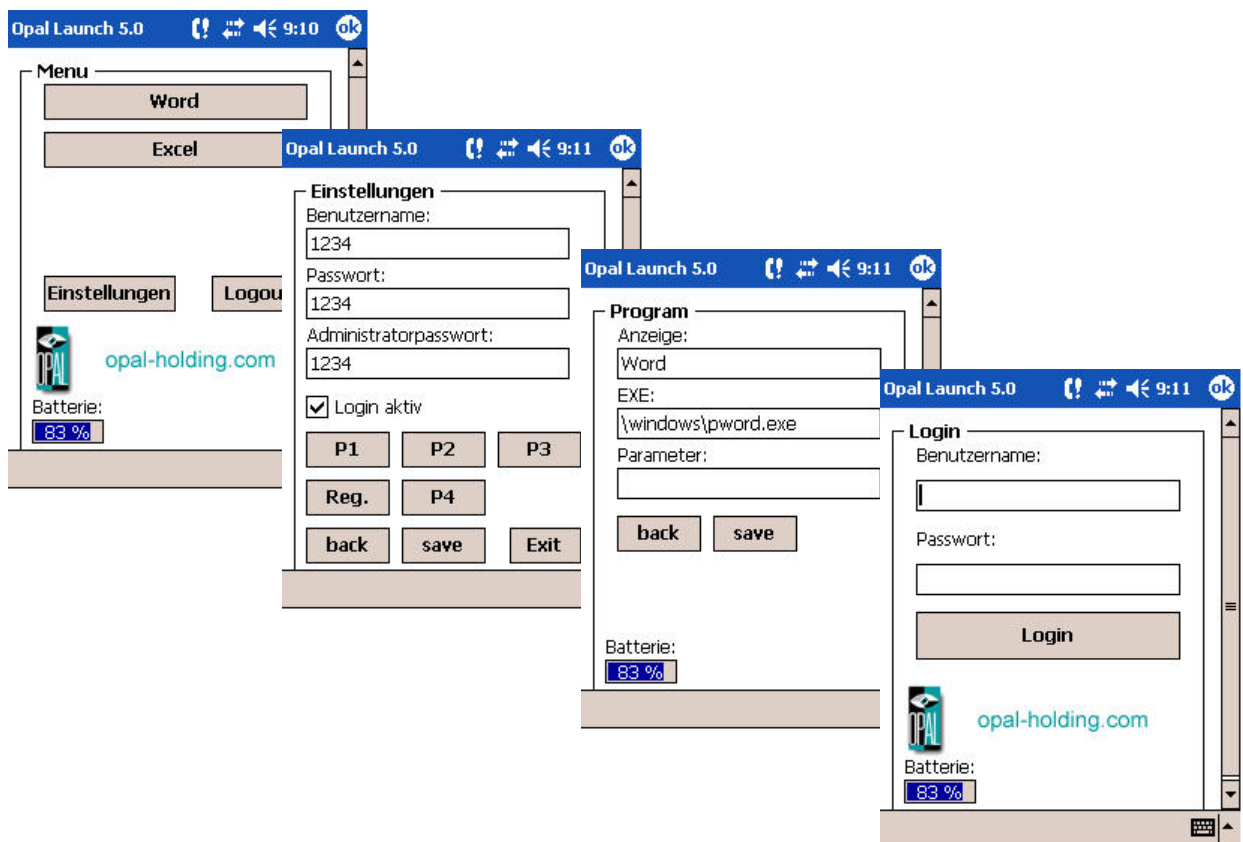 Opal Launch 5.0 9:10 ok
Menu
Word
Excel
Einstellungen Logou
OPAL opal-holding.com
Batterie:
83 %
Opal Launch 5.0 9:11 ok
Einstellungen
Benutzername:
1234
Passwort:
1234
Administratorpasswort:
1234
Login aktiv
P1 P2 P3
Reg. P4
back save Exit
Opal Launch 5.0 9:11 ok
Program
Anzeige:
Word
EXE:
\windows\pword.exe
Parameter:
back save
Batterie:
83 %
Opal Launch 5.0 9:11 ok
Login
Benutzername:
Passwort:
Login
OPAL opal-holding.com
Batterie:
83 %